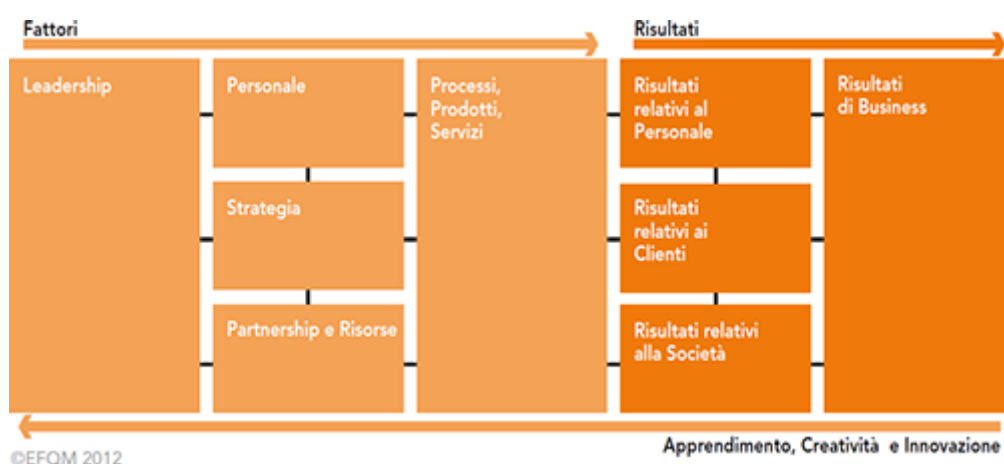 Fattori
Risultati
Leadership
Personale
Strategia
Partnership e Risorse
Processi,
Prodotti,
Servizi
Risultati
relativi al
Personale
Risultati
relativi ai
Clienti
Risultati relativi
alla Società
Risultati
di Business
Apprendimento, Creatività e Innovazione
©EFQM 2012